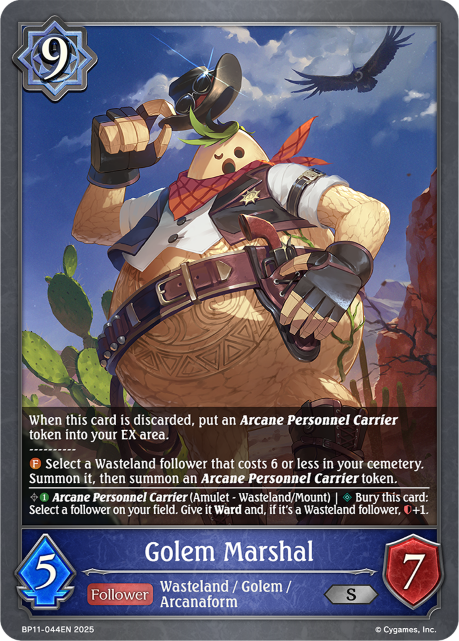 9
When this card is discarded, put an Arcane Personnel Carrier
token into your EX area.
----------
F Select a Wasteland follower that costs 6 or less in your cemetery.
Summon it, then summon an Arcane Personnel Carrier token.
1 Arcane Personnel Carrier (Amulet - Wasteland/Mount) | Bury this card:
Select a follower on your field. Give it Ward and, if it's a Wasteland follower, +1.
Golem Marshal
5
Follower
Wasteland / Golem /
Arcanaform
S
7
BP11-044EN 2025
© Cygames, Inc.